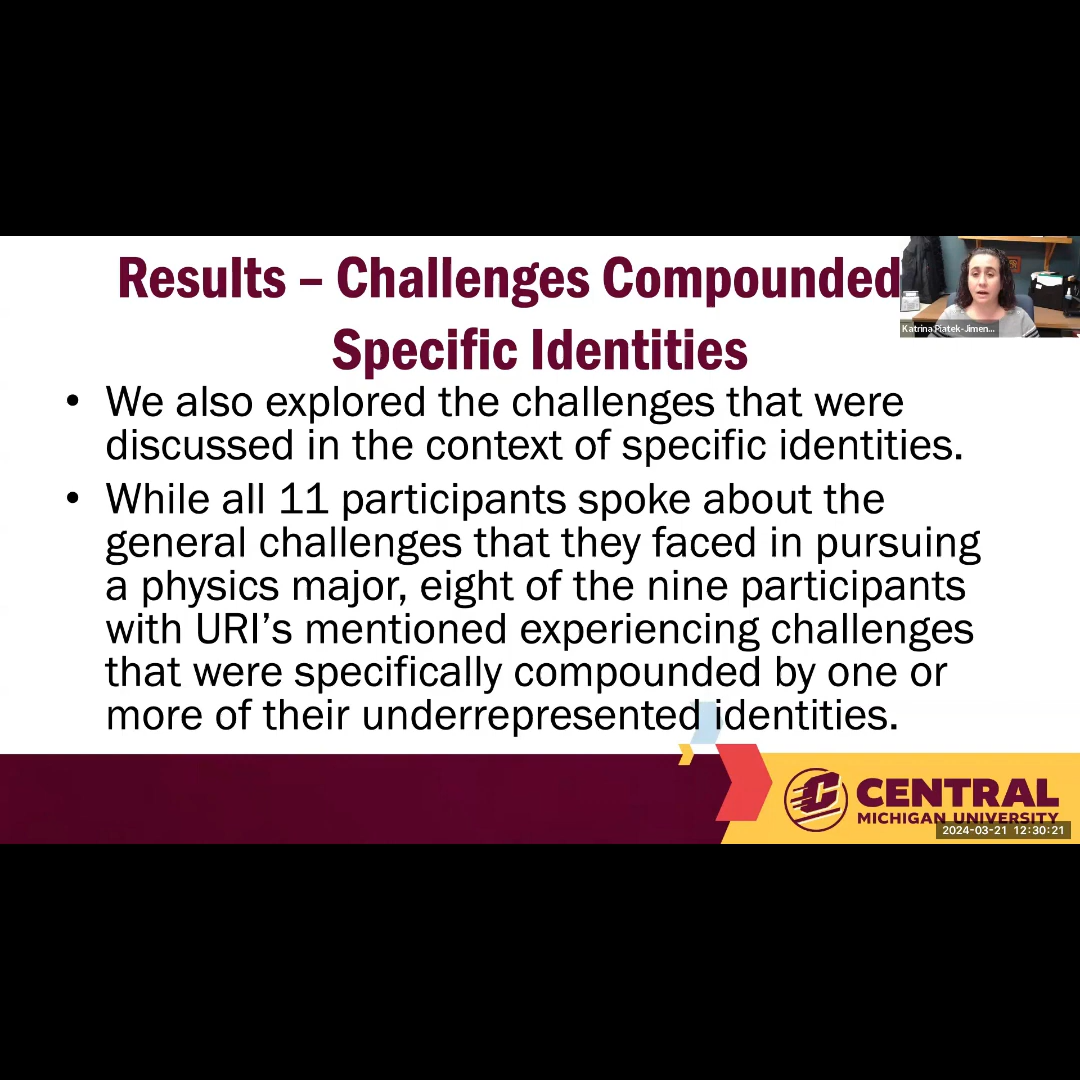 Results – Challenges Compounded
Specific Identities
• We also explored the challenges that were
discussed in the context of specific identities.
• While all 11 participants spoke about the
general challenges that they faced in pursuing
a physics major, eight of the nine participants
with URI’s mentioned experiencing challenges
that were specifically compounded by one or
more of their underrepresented identities.
Katrina Piatek-Jimen...
CENTRAL
MICHIGAN UNIVERSITY
2024-03-21 12:30:21